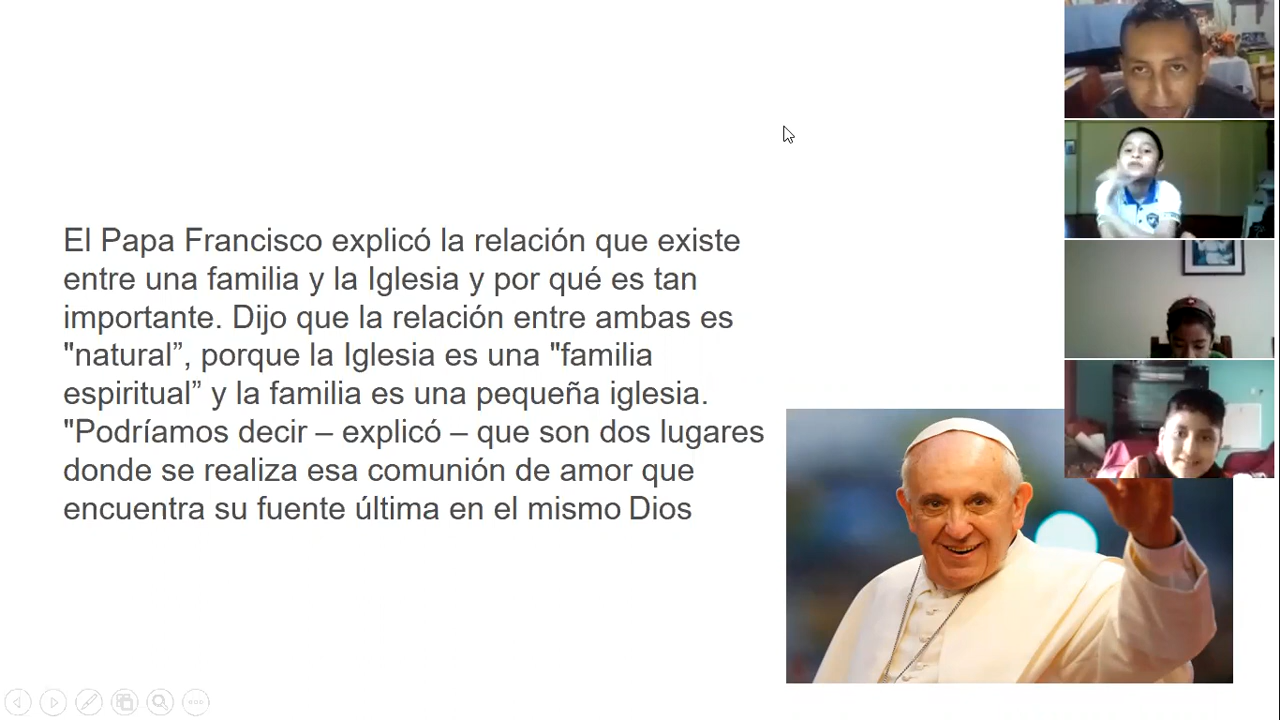 El Papa Francisco explicó la relación que existe
entre una familia y la Iglesia y por qué es tan
importante. Dijo que la relación entre ambas es
"natural”, porque la Iglesia es una "familia
espiritual” y la familia es una pequeña iglesia.
"Podríamos decir – explicó – que son dos lugares
donde se realiza esa comunión de amor que
encuentra su fuente última en el mismo Dios